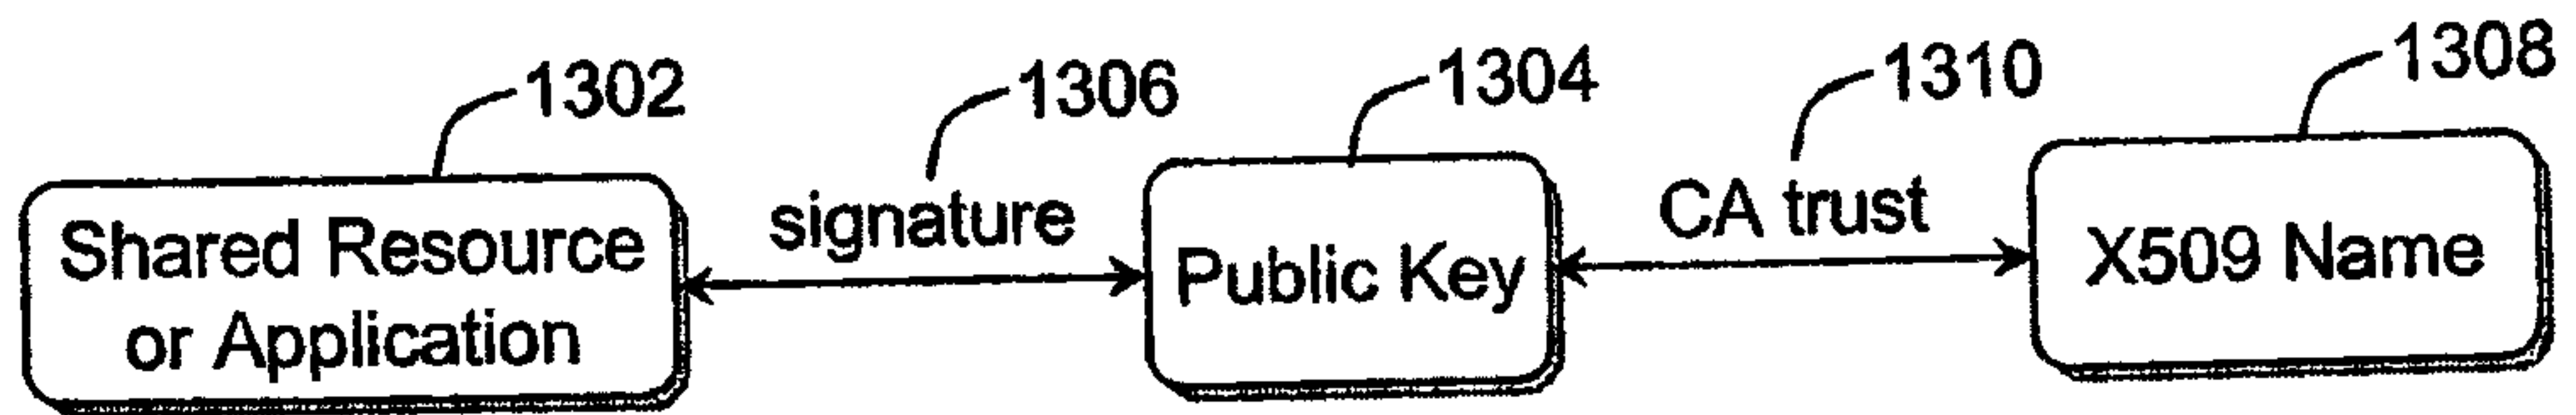 1302
1306
1304
1310
1308
Shared Resource
or Application
signature
Public Key
CA trust
X509 Name